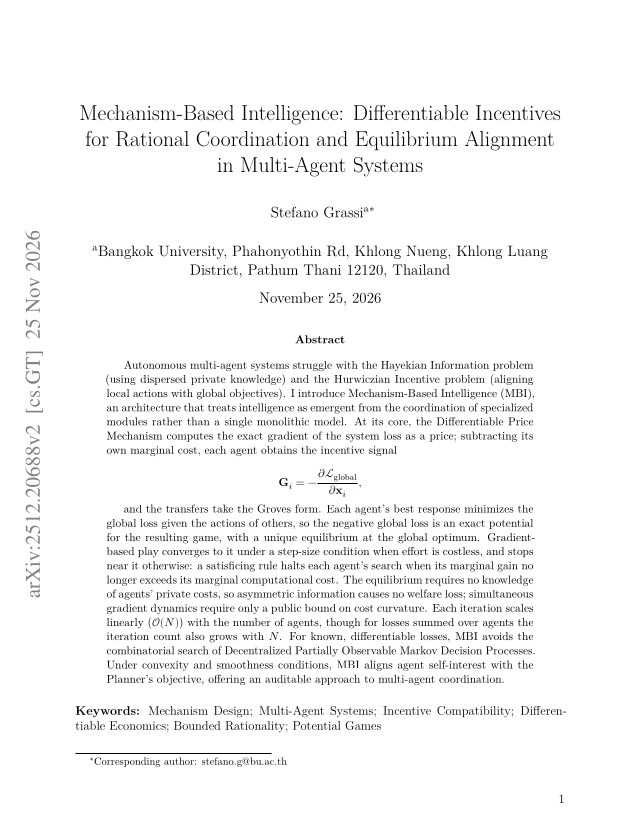 arXiv:2512.20688v2 [cs.GT] 25 Nov 2026
Mechanism-Based Intelligence: Differentiable Incentives
for Rational Coordination and Equilibrium Alignment
in Multi-Agent Systems
Stefano Grassiᵃ*
ᵃBangkok University, Phahonyothin Rd, Khlong Nueng, Khlong Luang
District, Pathum Thani 12120, Thailand
November 25, 2026
Abstract
Autonomous multi-agent systems struggle with the Hayekian Information problem
(using dispersed private knowledge) and the Hurwiczian Incentive problem (aligning
local actions with global objectives). I introduce Mechanism-Based Intelligence (MBI),
an architecture that treats intelligence as emergent from the coordination of specialized
modules rather than a single monolithic model. At its core, the Differentiable Price
Mechanism computes the exact gradient of the system loss as a price; subtracting its
own marginal cost, each agent obtains the incentive signal
G_i = −∂ℒ_global/∂x_i,
and the transfers take the Groves form. Each agent's best response minimizes the
global loss given the actions of others, so the negative global loss is an exact potential
for the resulting game, with a unique equilibrium at the global optimum. Gradient-
based play converges to it under a step-size condition when effort is costless, and stops
near it otherwise: a satisficing rule halts each agent's search when its marginal gain no
longer exceeds its marginal computational cost. The equilibrium requires no knowledge
of agents' private costs, so asymmetric information causes no welfare loss; simultaneous
gradient dynamics require only a public bound on cost curvature. Each iteration scales
linearly (𝒪(N)) with the number of agents, though for losses summed over agents the
iteration count also grows with N. For known, differentiable losses, MBI avoids the
combinatorial search of Decentralized Partially Observable Markov Decision Processes.
Under convexity and smoothness conditions, MBI aligns agent self-interest with the
Planner's objective, offering an auditable approach to multi-agent coordination.
Keywords: Mechanism Design; Multi-Agent Systems; Incentive Compatibility; Differen-
tiable Economics; Bounded Rationality; Potential Games
*Corresponding author: stefano.g@bu.ac.th
1